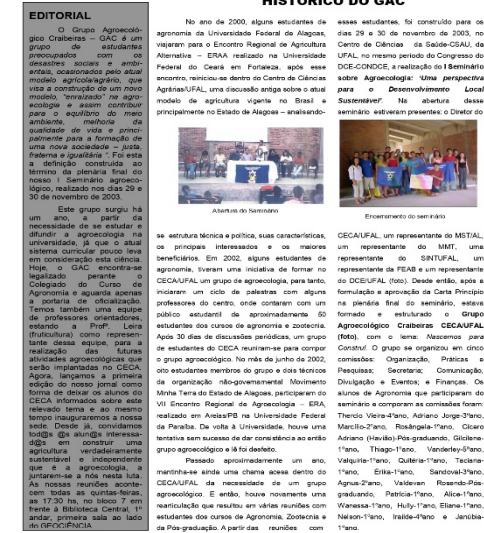 HISTÓRICO DO GAC
EDITORIAL
O Grupo Agroecoló-
gico Craibeiras – GAC é um
grupo de estudantes
preocupados com os
desastres sociais e ambi-
entais, ocasionados pelo atual
modelo agrícola/agrário, que
visa a construção de um novo
modelo, "enraizado" na agro-
ecologia e assim contribuir
para o equilíbrio do meio
ambiente, melhoria da
qualidade de vida e princi-
palmente para a formação de
uma nova sociedade – justa,
fraterna e igualitária ". Foi esta
a definição construída ao
término da plenária final do
nosso I Seminário agroeco-
lógico, realizado nos dias 29 e
30 de novembro de 2003.
Este grupo surgiu há
um ano, a partir da
necessidade de se estudar e
difundir a agroecologia na
universidade, já que o atual
sistema curricular pouco leva
em consideração esta ciência.
Hoje, o GAC encontra-se
legalizado perante o
Colegiado do Curso de
Agronomia e aguarda apenas
a portaria de oficialização.
Temos também uma equipe
de professores orientadores,
estando a Profª. Leira
(fruticultura) como represen-
tante dessa equipe, para a
realização das futuras
atividades agroecológicas que
serão implantadas no CECA.
Agora, lançamos a primeira
edição do nosso jornal como
forma de deixar os alunos do
CECA informados sobre este
relevado tema e ao mesmo
tempo inauguraremos a nossa
sede. Desde já, convidamos
tod@s @s alun@s interessa-
d@s em construir uma
agricultura verdadeiramente
sustentável e independente
que é a agroecologia, a
juntarem-se a nós nesta luta.
As nossas reuniões aconte-
cem todas as quintas-feiras,
as 17:30 hs, no bloco 7 em
frente à Biblioteca Central, 1º
andar, primeira sala ao lado
do GEOCIÊNCIA.
No ano de 2000, alguns estudantes de
agronomia da Universidade Federal de Alagoas,
viajaram para o Encontro Regional de Agricultura
Alternativa – ERAA realizado na Universidade
Federal do Ceará em Fortaleza, após esse
encontro, reiniciou-se dentro do Centro de Ciências
Agrárias/UFAL, uma discussão antiga sobre o atual
modelo de agricultura vigente no Brasil e
principalmente no Estado de Alagoas – analisando-
Abertura do Seminário
se estrutura técnica e política, suas características,
os principais interessados e os maiores
beneficiários. Em 2002, alguns estudantes de
agronomia, tiveram uma iniciativa de formar no
CECA/UFAL um grupo de agroecologia, para tanto,
iniciaram um ciclo de palestras com alguns
professores do centro, onde contaram com um
público estudantil de aproximadamente 50
estudantes dos cursos de agronomia e zootecnia.
Após 30 dias de discussões periódicas, um grupo
de estudantes do CECA reuniram-se para compor
o grupo agroecológico. No mês de junho de 2002,
oito estudantes membros do grupo e dois técnicos
da organização não-governamental Movimento
Minha Terra do Estado de Alagoas, participaram do
VII Encontro Regional de Agroecologia – ERA,
realizado em Areias/PB na Universidade Federal
da Paraíba. De volta à Universidade, houve uma
tentativa sem sucesso de dar consistência ao então
grupo agroecológico e lá foi desfeito.
Passado aproximadamente um ano,
mantinha-se ainda uma chama acesa dentro do
CECA/UFAL da necessidade de um grupo
agroecológico. E então, houve novamente uma
rearticulação que resultou em várias reuniões com
estudantes dos cursos de Agronomia, Zootecnia e
da Pós-graduação. A partir das reuniões com
esses estudantes, foi construído para os
dias 29 e 30 de novembro de 2003, no
Centro de Ciências da Saúde-CSAU, da
UFAL, no mesmo período do Congresso do
DCE-CONDCE, a realização do I Seminário
sobre Agroecologia: 'Uma perspectiva
para o Desenvolvimento Local
Sustentável'. Na abertura desse
seminário estiveram presentes: o Diretor do
Encerramento do seminário
CECA/UFAL, um representante do MST/AL,
um representante do MMT, uma
representante do SINTUFAL, um
representante da FEAB e um representante
do DCE/UFAL (foto). Desde então, após a
formulação e aprovação da Carta Princípio
na plenária final do seminário, estava
formado e estruturado o Grupo
Agroecológico Craibeiras CECA/UFAL
(foto), com o lema: Nascemos para
Construir! O grupo se organizou em cinco
comissões: Organização, Práticas e
Pesquisas; Secretaria; Comunicação,
Divulgação e Eventos; e Finanças. Os
alunos de Agronomia que participaram do
seminário e comporam as comissões foram:
Thercio Vieira-4ºano, Adriano Jorge-3ºano,
Marcílio-2ºano, Rosângela-1ºano, Cícero
Adriano (Havião)-Pós-graduando, Gilcilene-
1ºano, Thiago-1ºano, Vanderley-5ºano,
Valquíria-1ºano, Quitéria-1ºano, Teciana-
1ºano, Érika-1ºano, Sandoval-3ºano,
Agnus-2ºano, Valdevan Rosendo-Pós-
graduando, Patrícia-1ºano, Alice-1ºano,
Wanessa-1ºano, Hully-1ºano, Eliane-1ºano,
Nelson-1ºano, Irailde-4ºano e Janúbia-
1ºano.